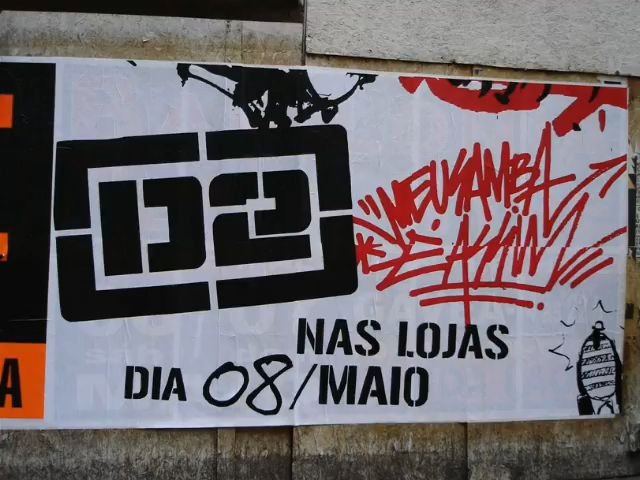 D2
MEU SAMBA
É ASSIM
NAS LOJAS
DIA 08/MAIO
A